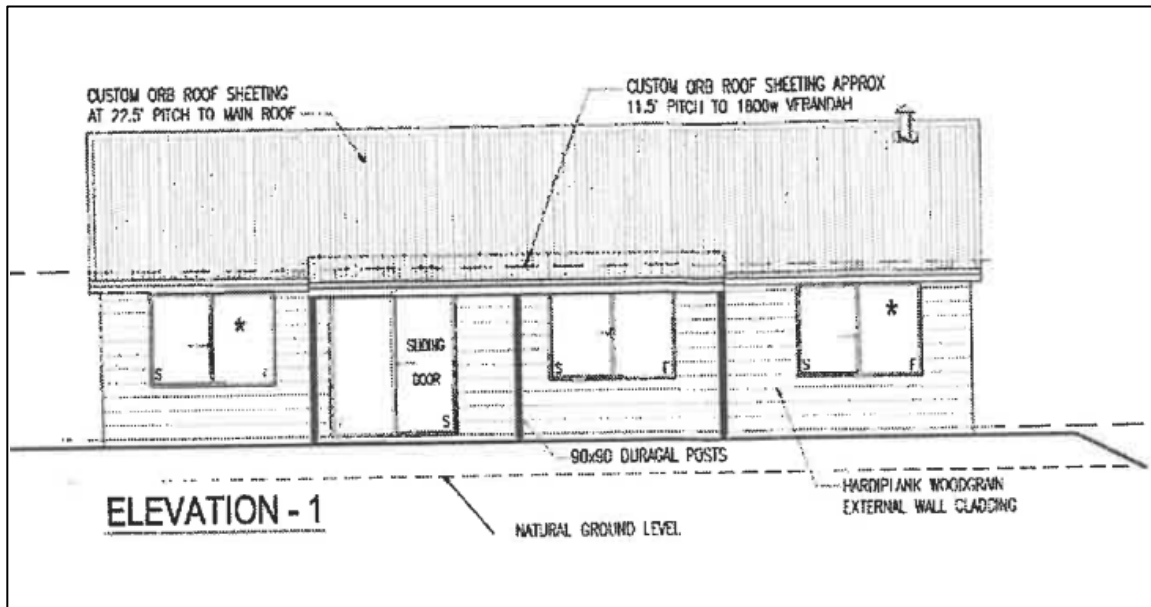 CUSTOM ORB ROOF SHEETING
AT 22.5° PITCH TO MAIN ROOF
CUSTOM ORB ROOF SHEETING APPROX
11.5° PITCH TO 1800w VERANDAH
*
*
S
F
SLIDING
DOOR
S
S
F
S
F
90x90 DURAGAL POSTS
HARDIPLANK WOODGRAIN
EXTERNAL WALL CLADDING
ELEVATION - 1
NATURAL GROUND LEVEL